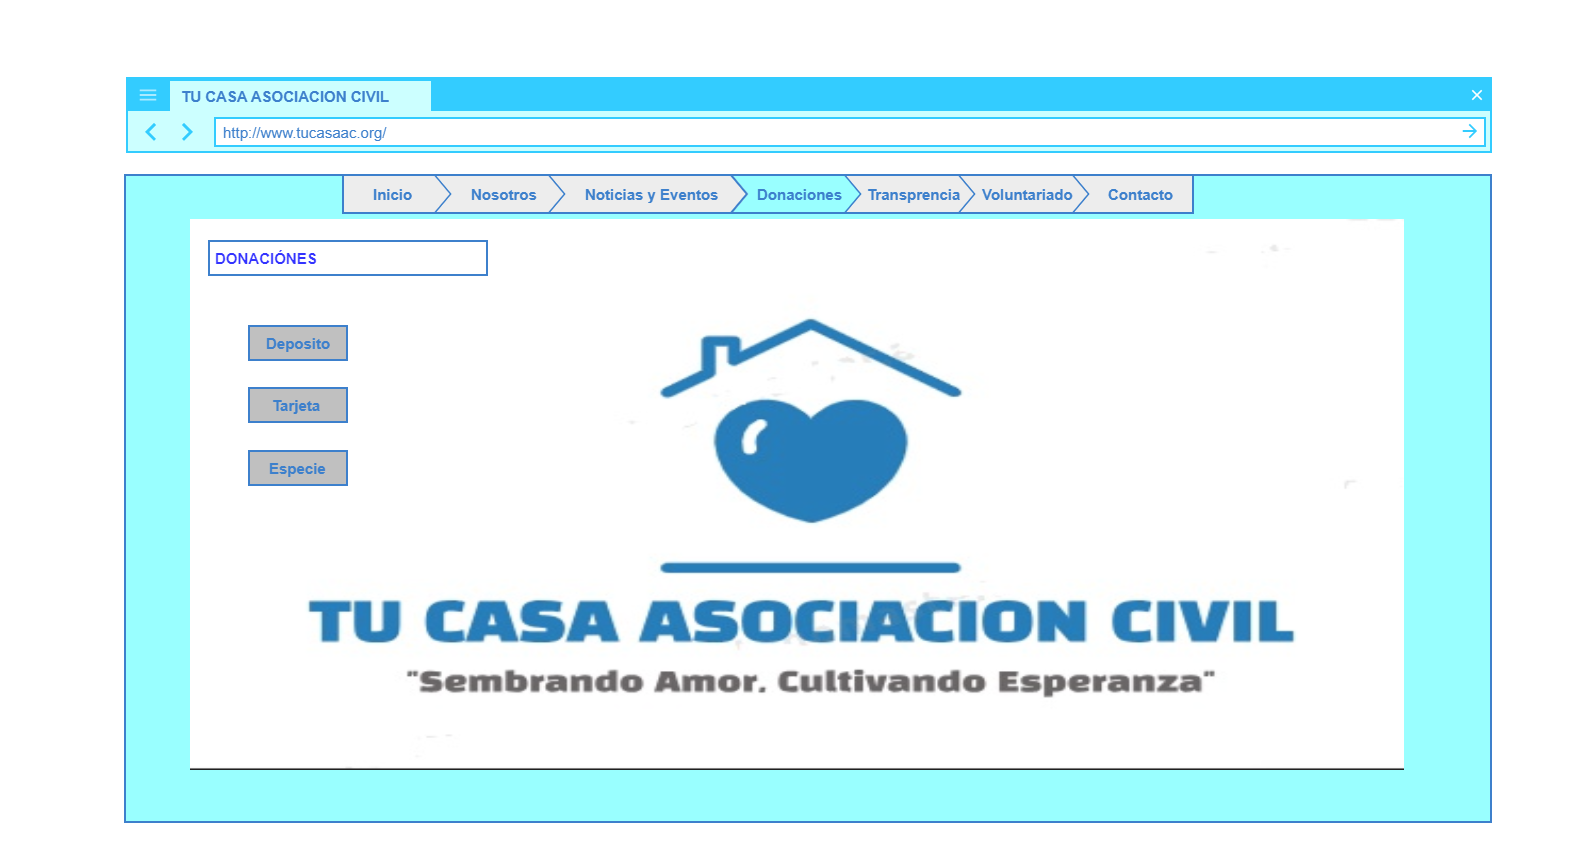 TU CASA ASOCIACION CIVIL
http://www.tucasaac.org/
Inicio Nosotros Noticias y Eventos Donaciones Transprencia Voluntariado Contacto
DONACIÓNES
Deposito
Tarjeta
Especie
TU CASA ASOCIACION CIVIL
"Sembrando Amor, Cultivando Esperanza"